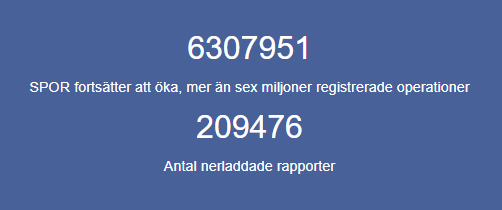 6307951
SPOR fortsätter att öka, mer än sex miljoner registrerade operationer
209476
Antal nerladdade rapporter